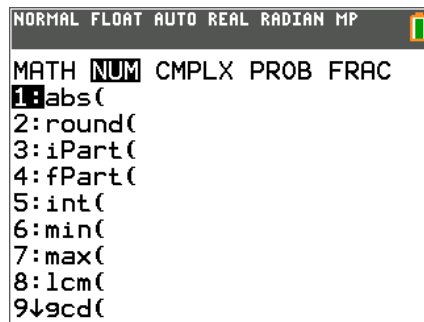 NORMAL FLOAT AUTO REAL RADIAN MP
MATH NUM CMPLX PROB FRAC
1:abs(
2:round(
3:iPart(
4:fPart(
5:int(
6:min(
7:max(
8:lcm(
9↓gcd(